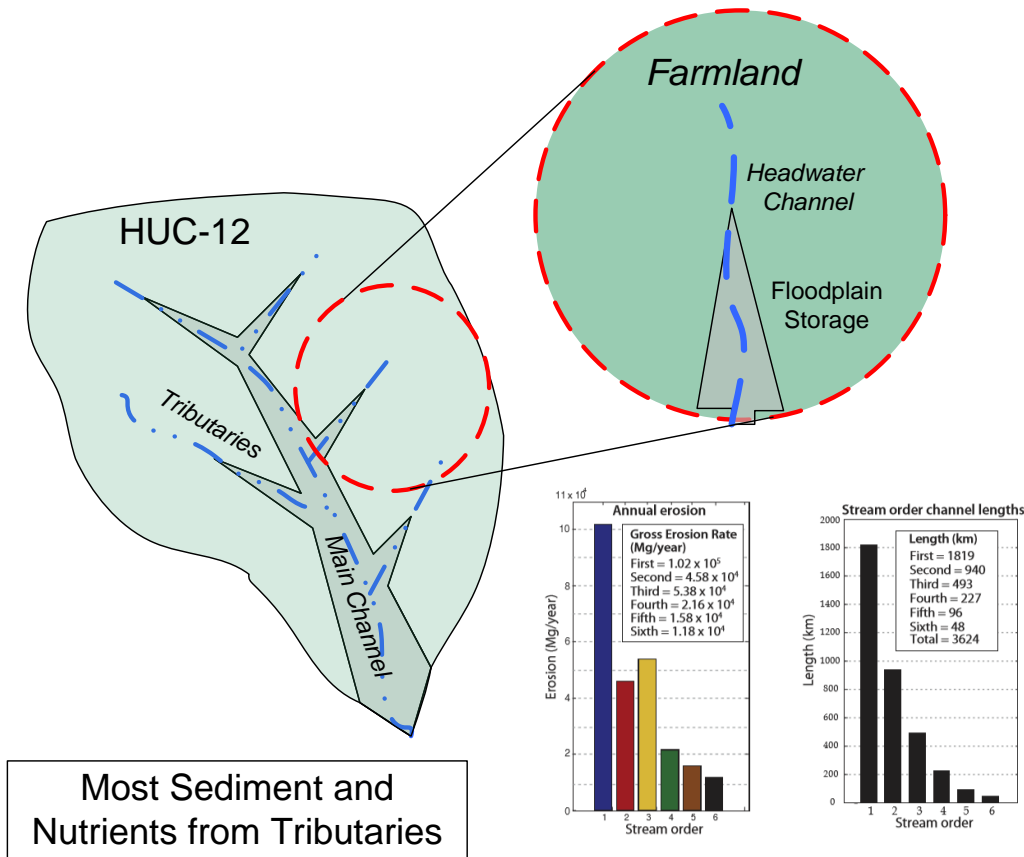 Farmland
Headwater
Channel
Floodplain
Storage
HUC-12
Tributaries
Main Channel
Most Sediment and
Nutrients from Tributaries
11 x 10⁴
Annual erosion
Gross Erosion Rate
(Mg/year)
First = 1.02 x 10⁵
Second = 4.58 x 10⁴
Third = 5.38 x 10⁴
Fourth = 2.16 x 10⁴
Fifth = 1.58 x 10⁴
Sixth = 1.18 x 10⁴
Erosion (Mg/year)
10
8
6
4
2
0
1 2 3 4 5 6
Stream order
Stream order channel lengths
Length (km)
First = 1819
Second = 940
Third = 493
Fourth = 227
Fifth = 96
Sixth = 48
Total = 3624
Length (km)
2000
1800
1600
1400
1200
1000
800
600
400
200
0
1 2 3 4 5 6
Stream order